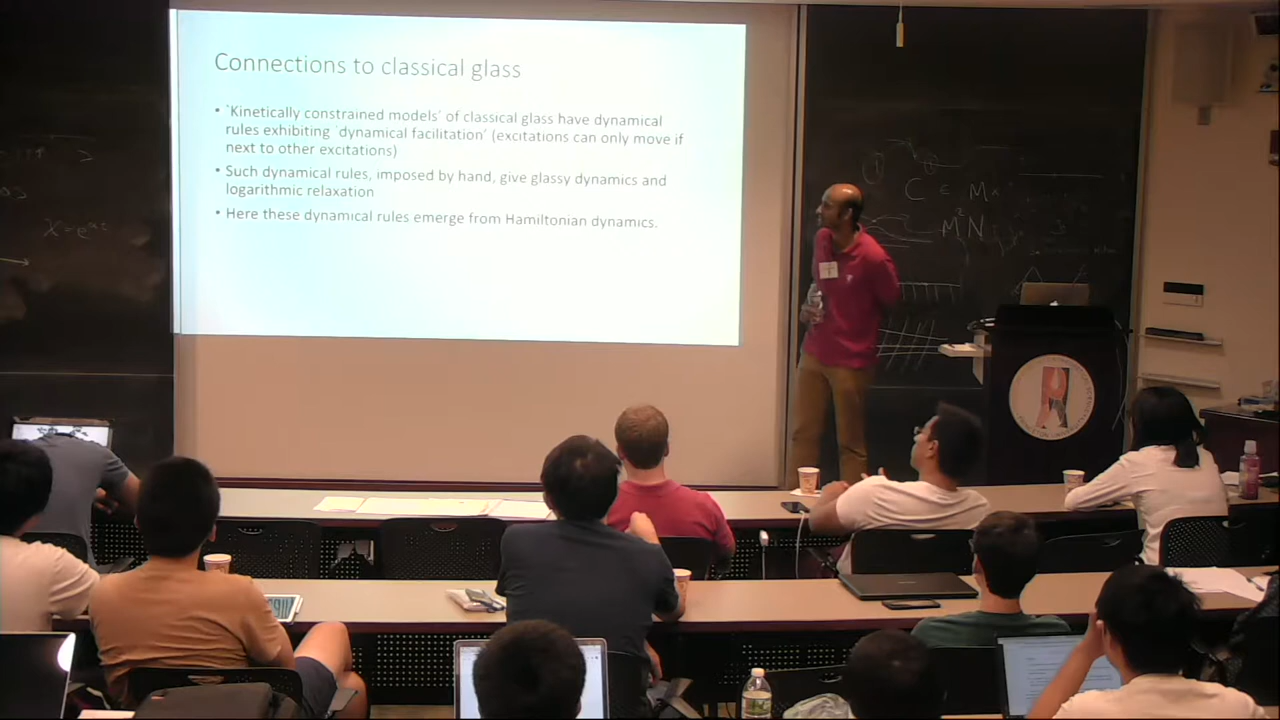 Connections to classical glass
• `Kinetically constrained models' of classical glass have dynamical
rules exhibiting `dynamical facilitation' (excitations can only move if
next to other excitations)
• Such dynamical rules, imposed by hand, give glassy dynamics and
logarithmic relaxation
• Here these dynamical rules emerge from Hamiltonian dynamics.
C ∈ M
M²N